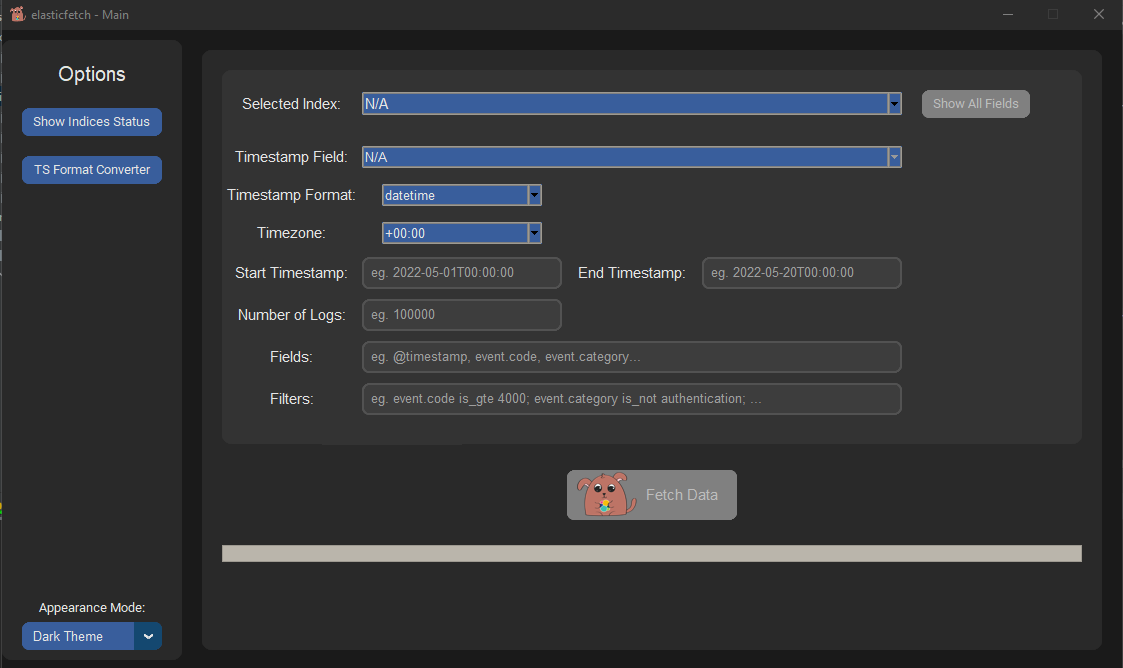 elasticfetch - Main
Options
Show Indices Status
TS Format Converter
Appearance Mode:
Dark Theme
Selected Index: N/A Show All Fields
Timestamp Field: N/A
Timestamp Format: datetime
Timezone: +00:00
Start Timestamp: eg. 2022-05-01T00:00:00 End Timestamp: eg. 2022-05-20T00:00:00
Number of Logs: eg. 100000
Fields: eg. @timestamp, event.code, event.category...
Filters: eg. event.code is_gte 4000; event.category is_not authentication; ...
Fetch Data